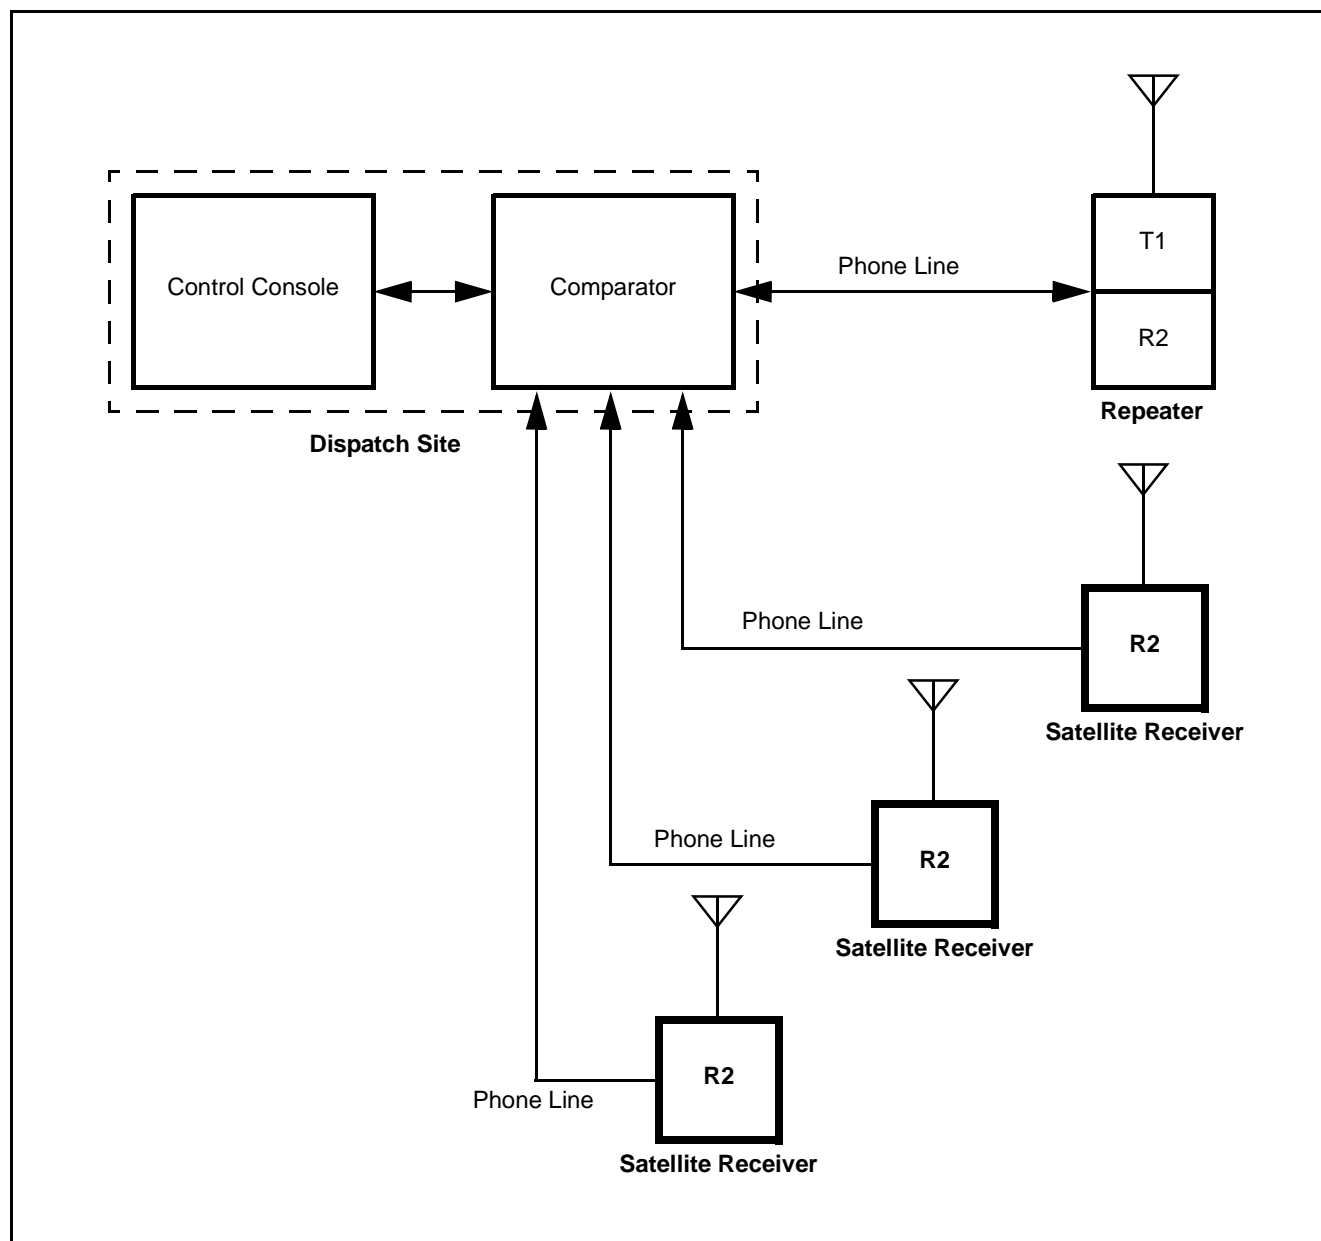 T1
Phone Line
Control Console
Comparator
R2
Repeater
Dispatch Site
Phone Line
R2
Satellite Receiver
Phone Line
R2
Satellite Receiver
R2
Phone Line
Satellite Receiver